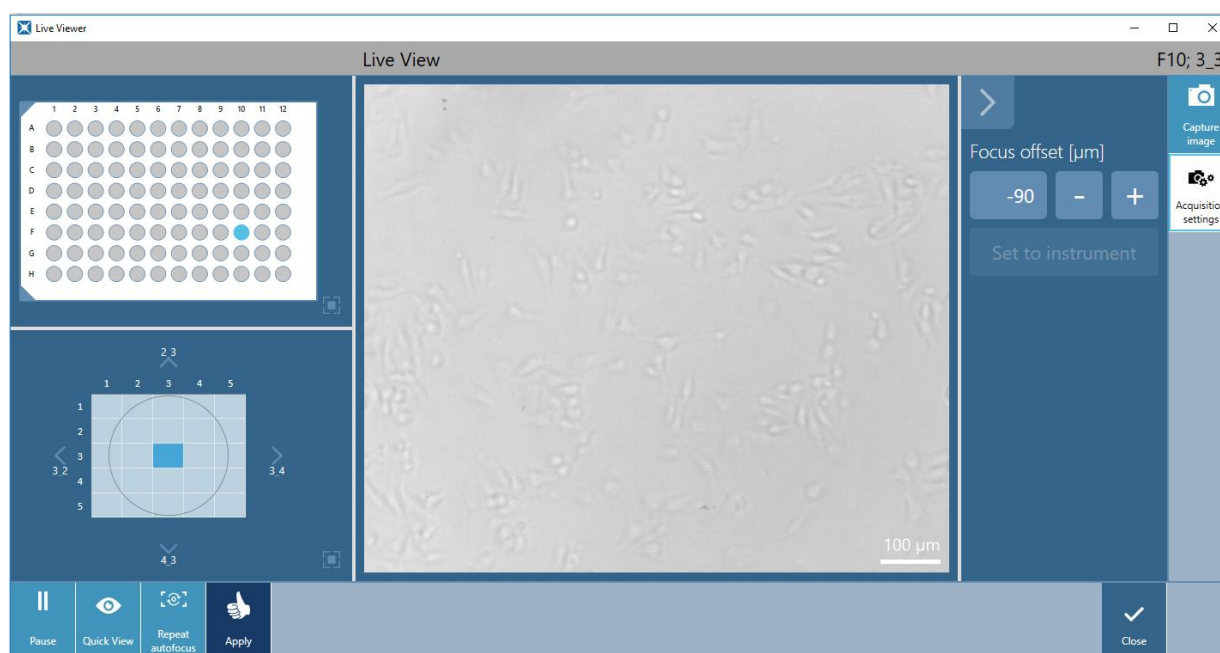 Live Viewer
Live View
F10; 3_3
1 2 3 4 5 6 7 8 9 10 11 12
A
B
C
D
E
F
G
H
2_3
1 2 3 4 5
1
2
3
4
5
3_2
3_4
4_3
100 µm
Focus offset [µm]
-90 - +
Set to instrument
Capture
image
Acquisition
settings
Pause
Quick View
Repeat
autofocus
Apply
Close